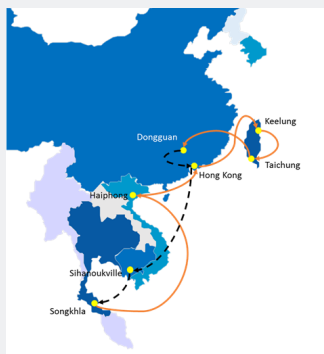 Keelung
Dongguan
Taichung
Hong Kong
Haiphong
Sihanoukville
Songkhla